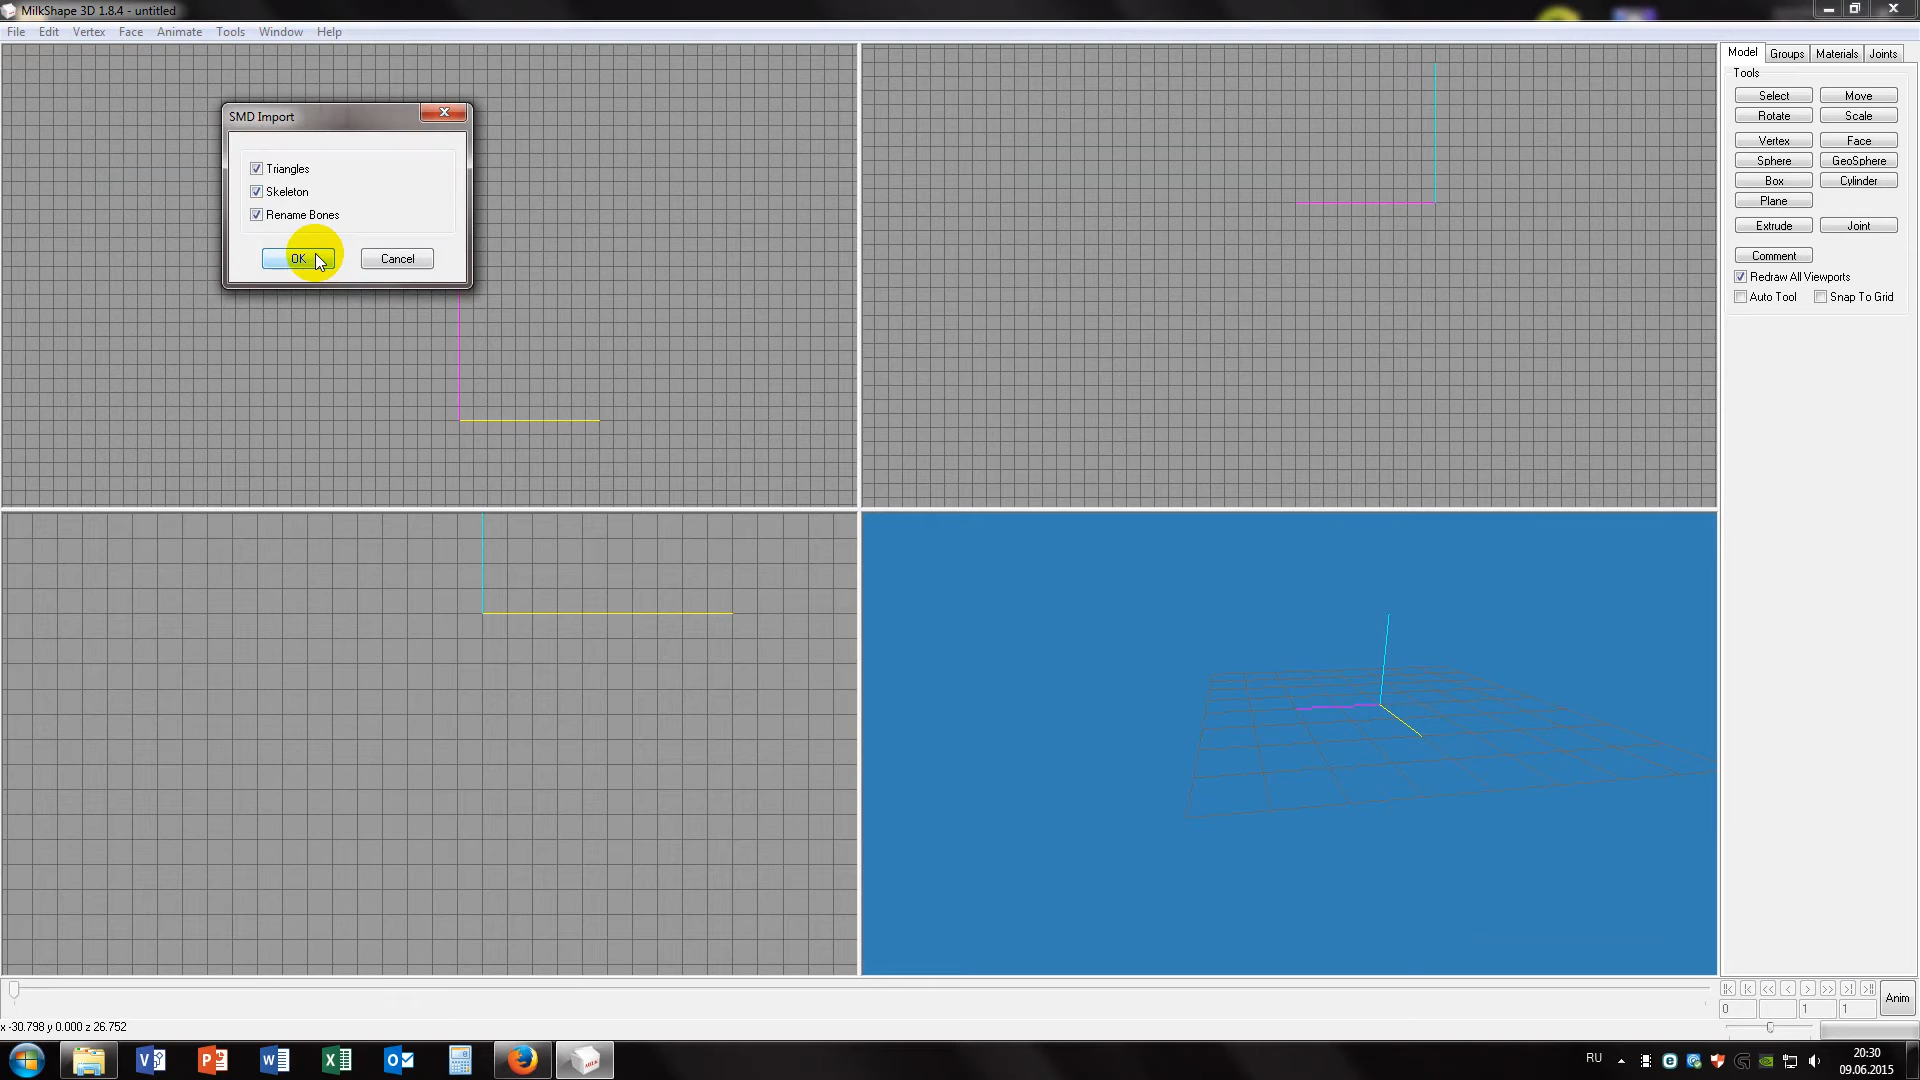 MilkShape 3D 1.8.4 - untitled
File Edit Vertex Face Animate Tools Window Help
Model Groups Materials Joints
Tools
Select Move
Rotate Scale
Vertex Face
Sphere GeoSphere
Box Cylinder
Plane
Extrude Joint
Comment
Redraw All Viewports
Auto Tool Snap To Grid
SMD Import
Triangles
Skeleton
Rename Bones
OK Cancel
Anim
0 1 1
x -30.798 y 0.000 z 26.752
RU
20:30
09.06.2015